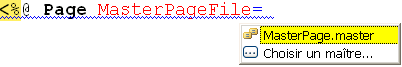 <%@ Page MasterPageFile=
MasterPage.master
Choisir un maître...